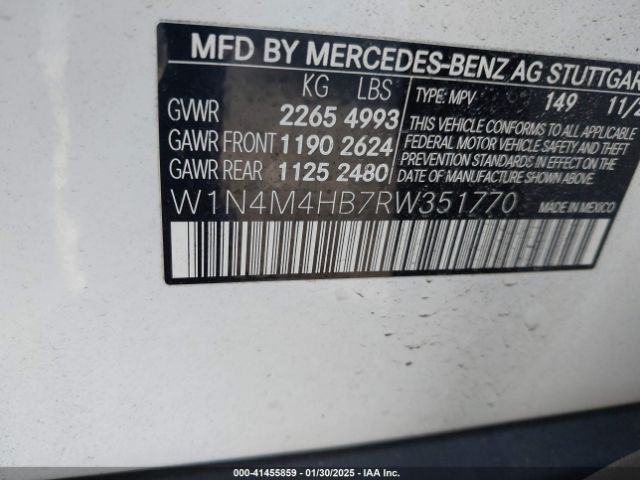 MFD BY MERCEDES-BENZ AG STUTTGAR
KG LBS
GVWR 2265 4993
GAWR FRONT 1190 2624
GAWR REAR 1125 2480
TYPE: MPV 149 11/2
THIS VEHICLE CONFORMS TO ALL APPLICABLE
FEDERAL MOTOR VEHICLE SAFETY AND THEFT
PREVENTION STANDARDS IN EFFECT ON THE
DATE OF MANUFACTURE SHOWN ABOVE.
W1N4M4HB7RW351770 MADE IN MEXICO
000-41455859 - 01/30/2025 - IAA Inc.